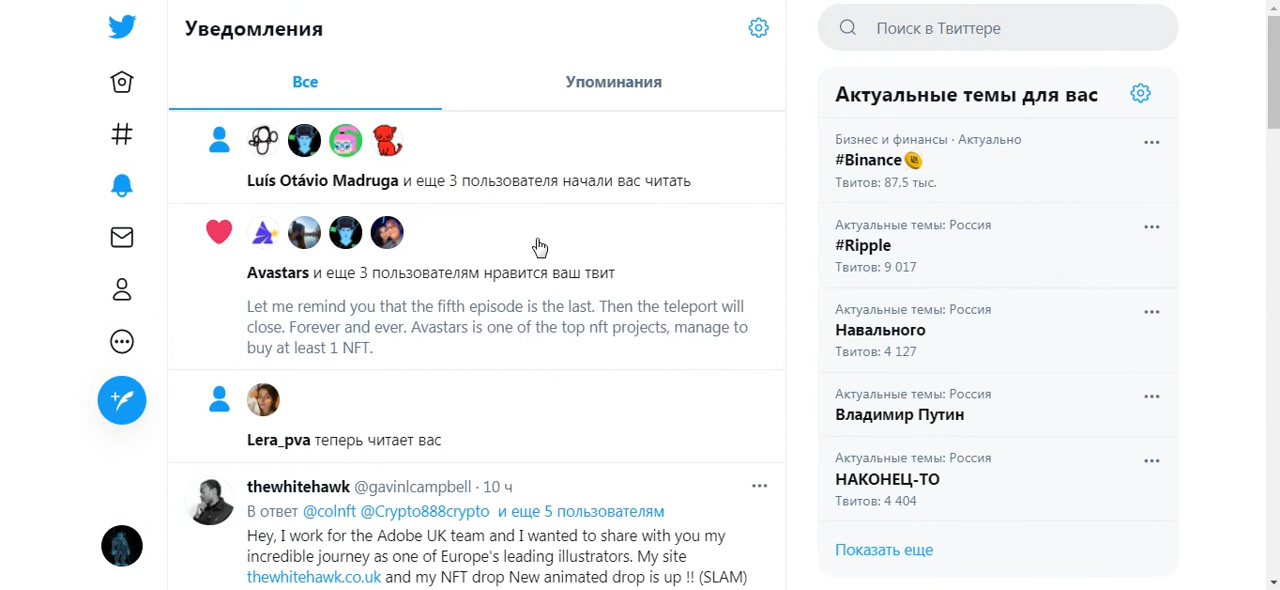 Уведомления
Все
Упоминания
Luís Otávio Madruga и еще 3 пользователя начали вас читать
Avastars и еще 3 пользователям нравится ваш твит
Let me remind you that the fifth episode is the last. Then the teleport will
close. Forever and ever. Avastars is one of the top nft projects, manage to
buy at least 1 NFT.
Lera_pva теперь читает вас
thewhitehawk @gavinlcampbell · 10 ч
В ответ @colnft @Crypto888crypto и еще 5 пользователям
Hey, I work for the Adobe UK team and I wanted to share with you my
incredible journey as one of Europe's leading illustrators. My site
thewhitehawk.co.uk and my NFT drop New animated drop is up !! (SLAM)
Поиск в Твиттере
Актуальные темы для вас
Бизнес и финансы · Актуально
#Binance
Твитов: 87,5 тыс.
Актуальные темы: Россия
#Ripple
Твитов: 9 017
Актуальные темы: Россия
Навального
Твитов: 4 127
Актуальные темы: Россия
Владимир Путин
Актуальные темы: Россия
НАКОНЕЦ-ТО
Твитов: 4 404
Показать еще